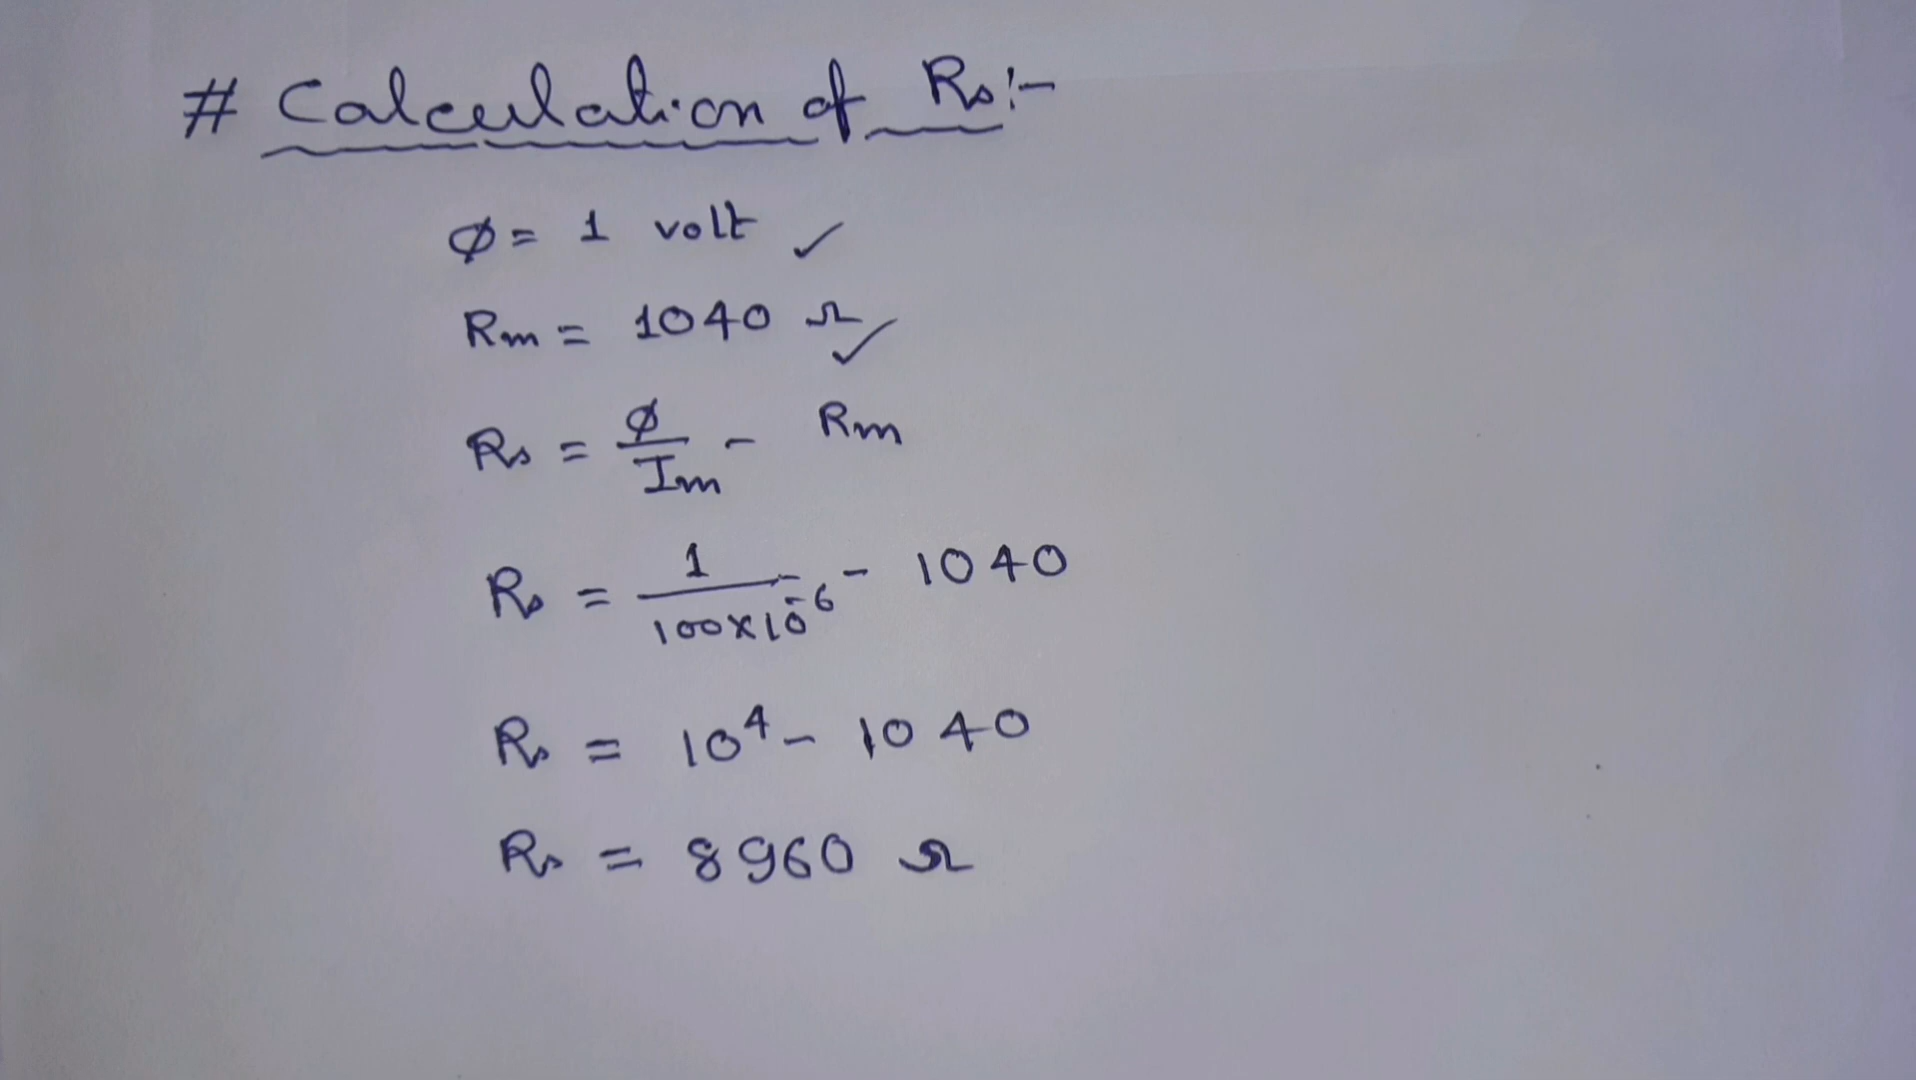 # Calculation of Rs:-
Ø = 1 volt ✓
Rm = 1040 Ω ✓
Rs = Ø/Im - Rm
Rs = 1/100×10⁻⁶ - 1040
Rs = 10⁴ - 1040
Rs = 8960 Ω